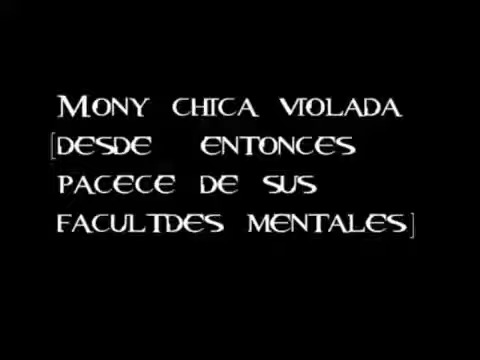 Mony chica violada
[desde entonces
pacece de sus
facultdes mentales]